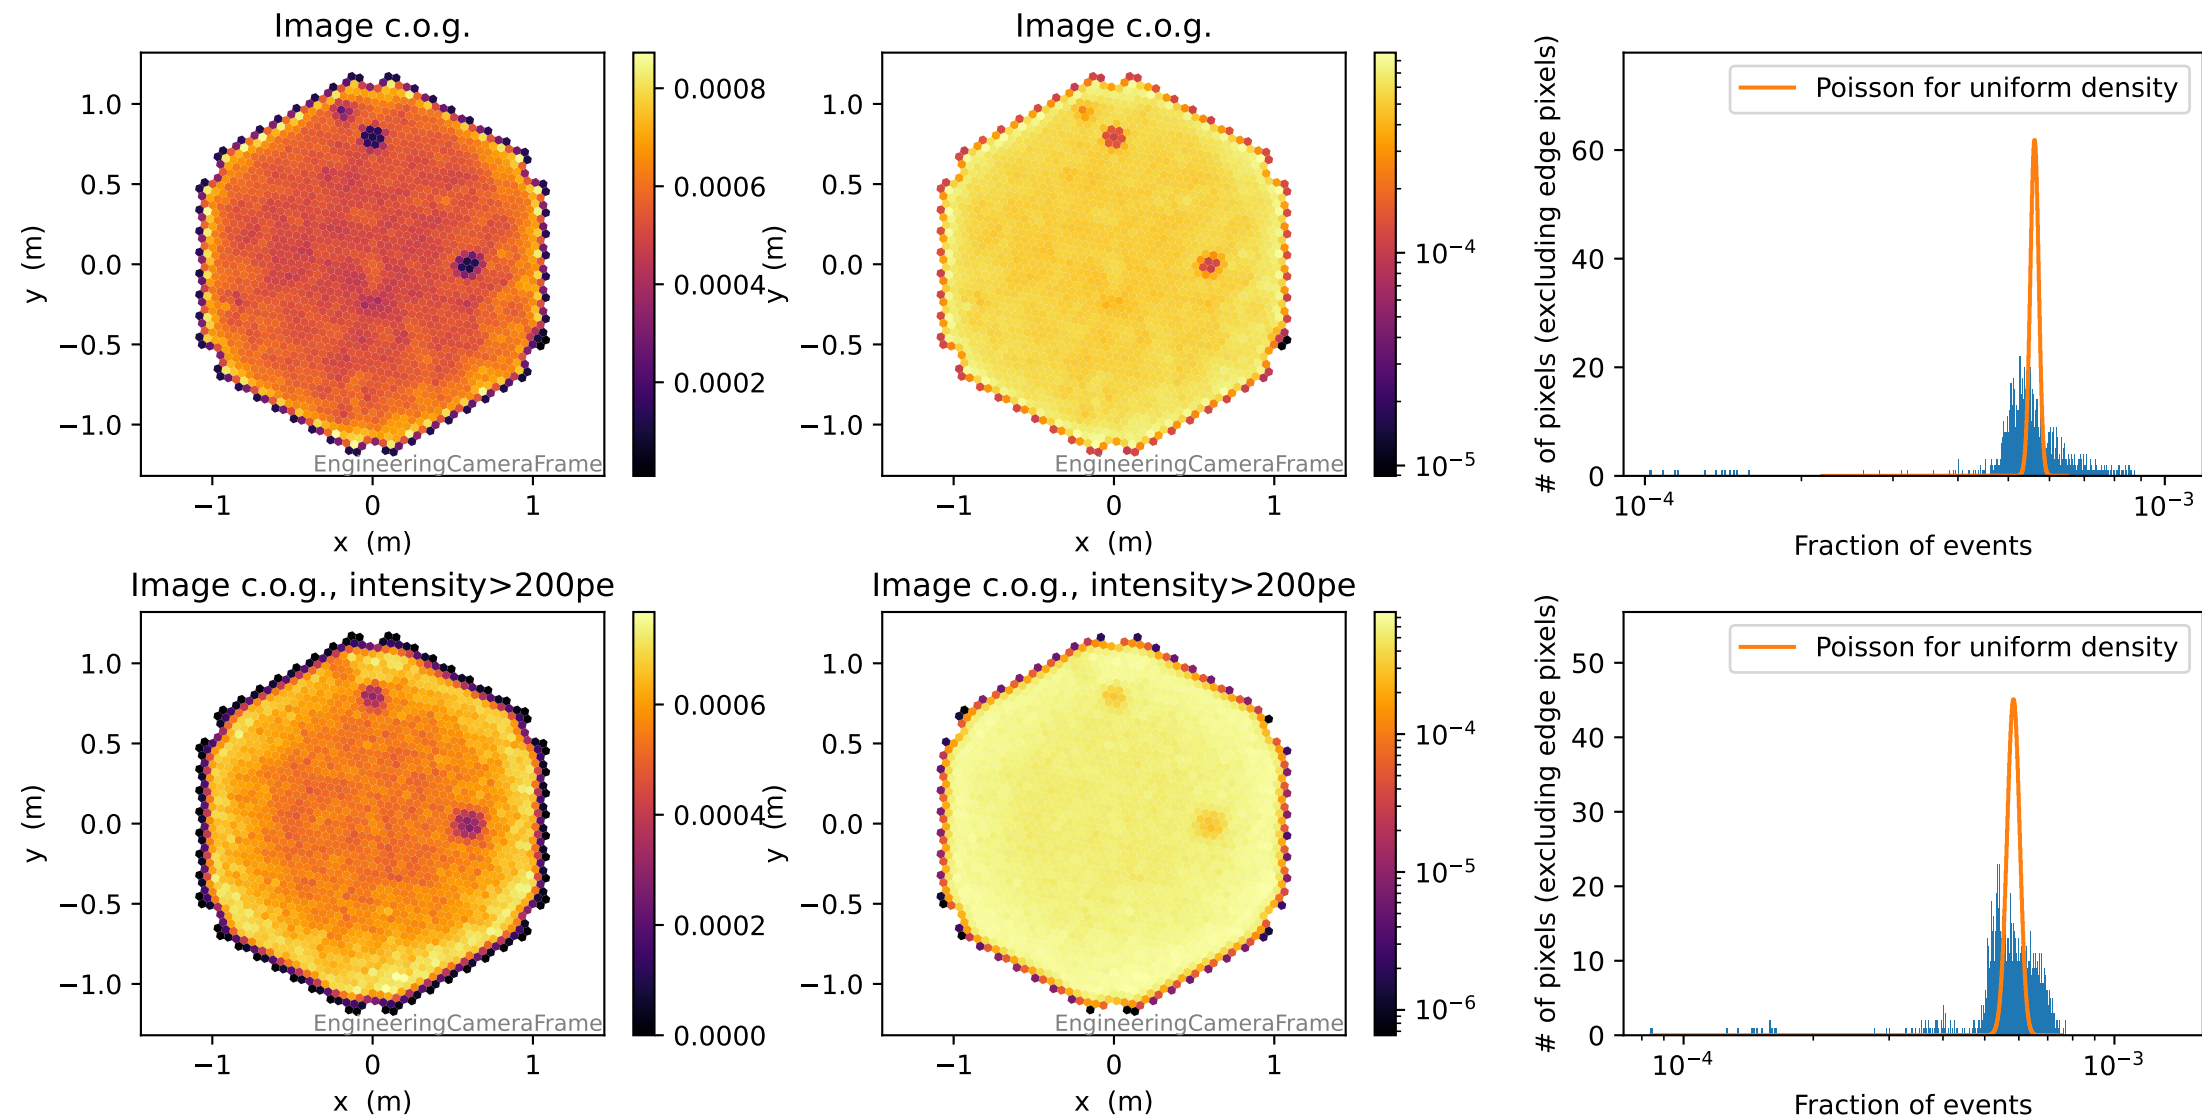 Image c.o.g.
1.0
0.5
0.0
−0.5
−1.0
y (m)
−1
0
1
x (m)
EngineeringCameraFrame
0.0008
0.0006
0.0004
0.0002
Image c.o.g.
1.0
0.5
0.0
−0.5
−1.0
y (m)
−1
0
1
x (m)
EngineeringCameraFrame
10−4
10−5
Poisson for uniform density
60
40
20
0
# of pixels (excluding edge pixels)
10−4
10−3
Fraction of events
Image c.o.g., intensity>200pe
1.0
0.5
0.0
−0.5
−1.0
y (m)
−1
0
1
x (m)
EngineeringCameraFrame
0.0006
0.0004
0.0002
0.0000
Image c.o.g., intensity>200pe
1.0
0.5
0.0
−0.5
−1.0
y (m)
−1
0
1
x (m)
EngineeringCameraFrame
10−4
10−5
10−6
Poisson for uniform density
50
40
30
20
10
0
# of pixels (excluding edge pixels)
10−4
10−3
Fraction of events